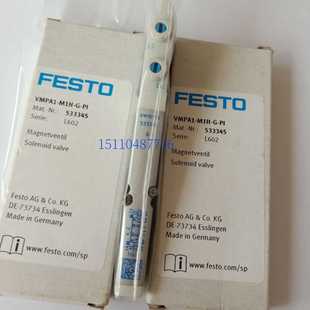 FESTO
VMPA1-M1H-G-PI
Mat. Nr. 533345
Serie: L602
Magnetventil
Solenoid valve
Festo AG & Co. KG
DE-73734 Esslingen
Made in Germany
www.festo.com/sp
FESTO
VMPA1-M1H-G-PI
Mat. Nr. 533345
Serie: L602
Magnetventil
Solenoid valve
Festo AG & Co. KG
DE-73734 Esslingen
Made in Germany
www.festo.com/sp